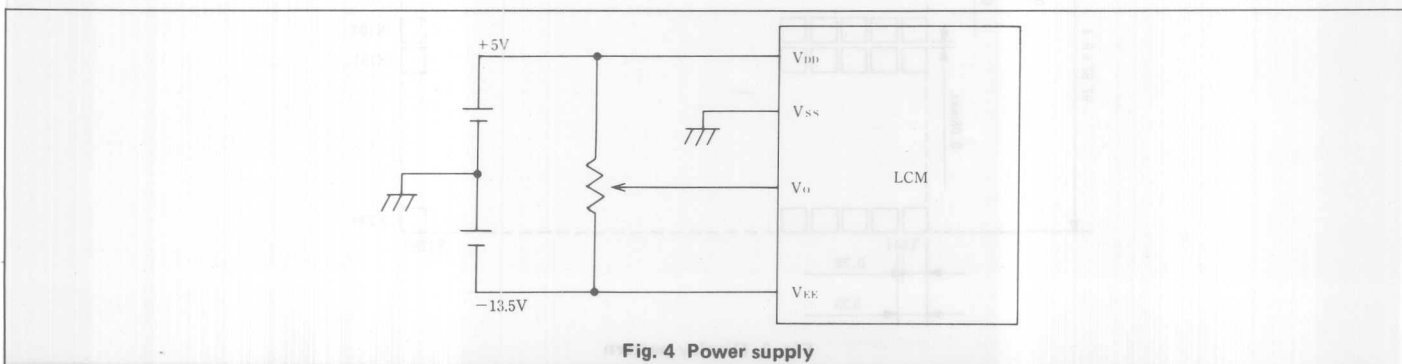 +5V
VDD
VSS
VO
LCM
VEE
−13.5V
Fig. 4 Power supply